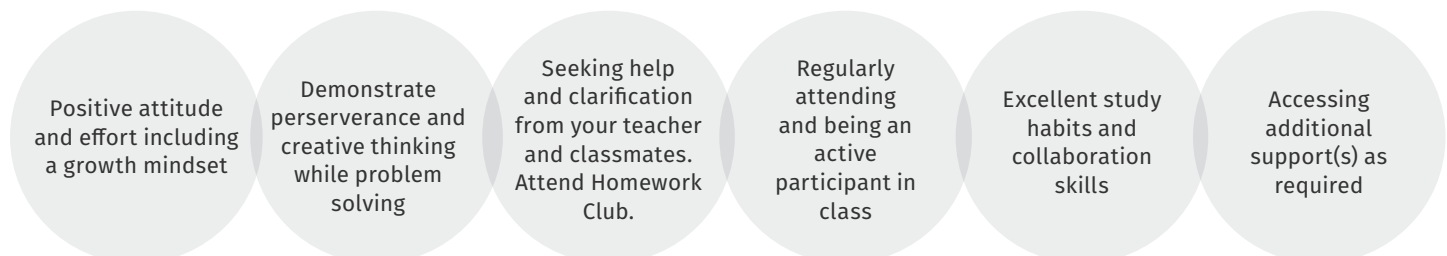 Positive attitude
and effort including
a growth mindset
Demonstrate
perserverance and
creative thinking
while problem
solving
Seeking help
and clarification
from your teacher
and classmates.
Attend Homework
Club.
Regularly
attending
and being an
active
participant in
class
Excellent study
habits and
collaboration
skills
Accessing
additional
support(s) as
required